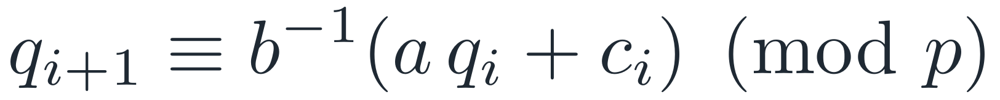 q_{i+1} ≡ b^{-1}(a q_i + c_i) (mod p)